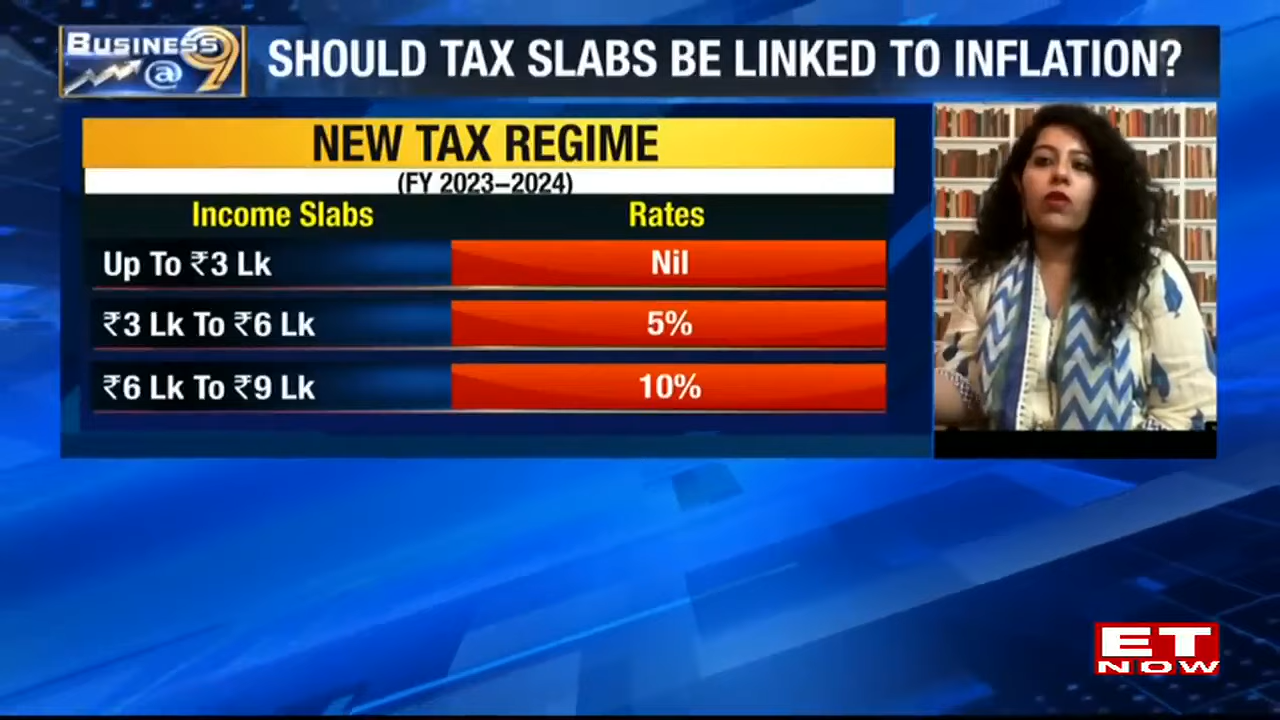 BUSINESS @ 9
SHOULD TAX SLABS BE LINKED TO INFLATION?
NEW TAX REGIME
(FY 2023–2024)
Income Slabs Rates
Up To ₹3 Lk Nil
₹3 Lk To ₹6 Lk 5%
₹6 Lk To ₹9 Lk 10%
ET
NOW